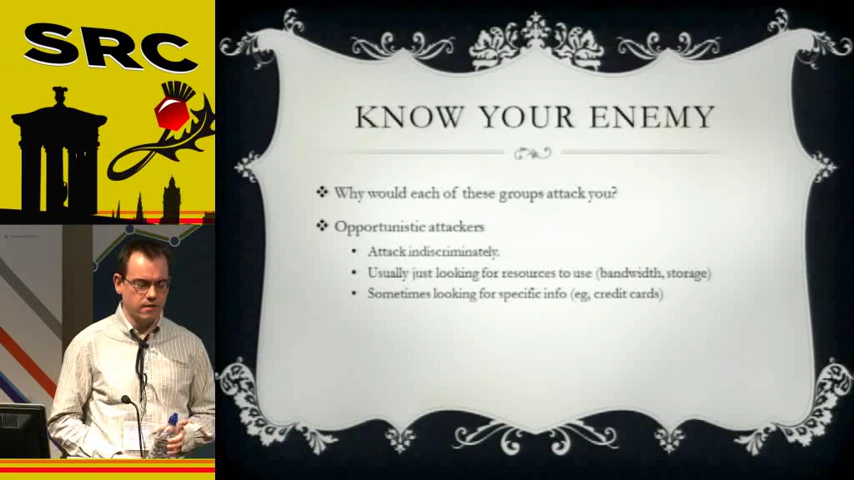 SRC
KNOW YOUR ENEMY
Why would each of these groups attack you?
Opportunistic attackers
Attack indiscriminately.
Usually just looking for resources to use (bandwidth, storage)
Sometimes looking for specific info (eg, credit cards)